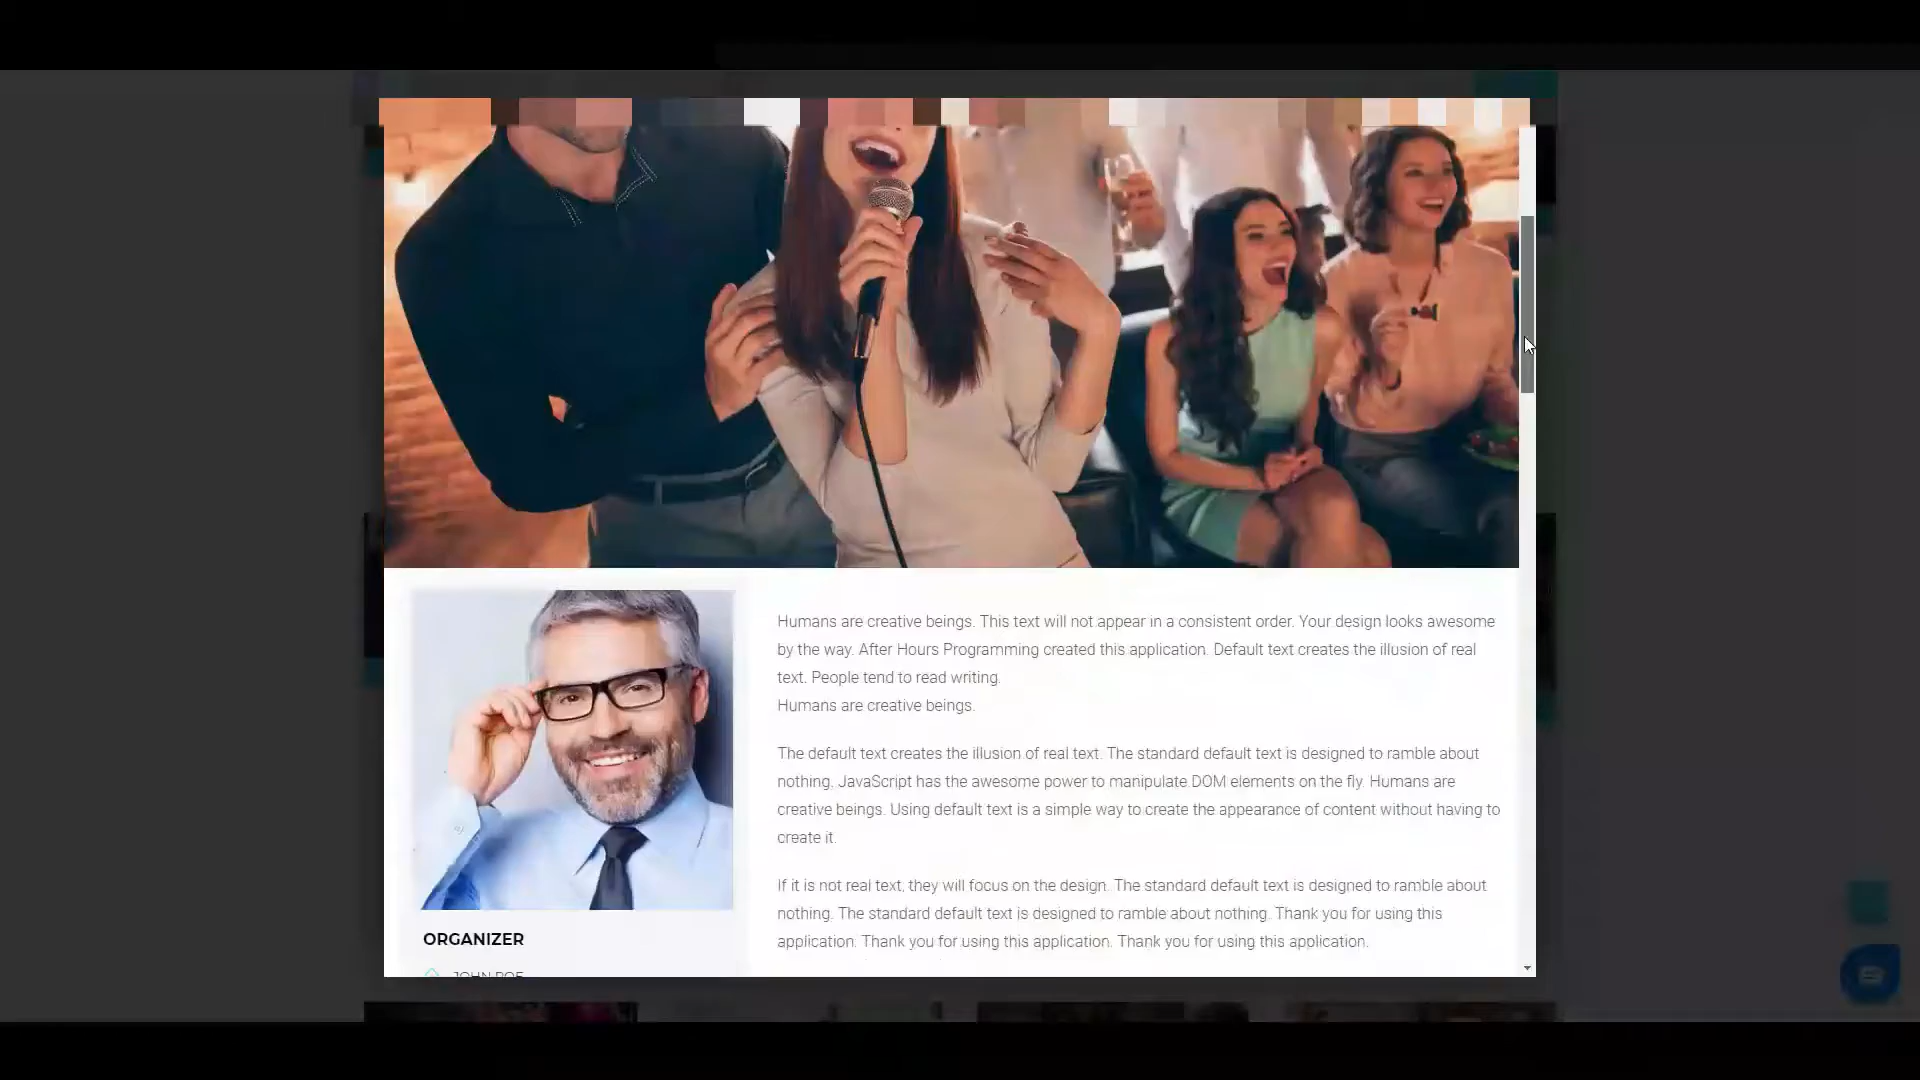 Humans are creative beings. This text will not appear in a consistent order. Your design looks awesome
by the way. After Hours Programming created this application. Default text creates the illusion of real
text. People tend to read writing.
Humans are creative beings.
The default text creates the illusion of real text. The standard default text is designed to ramble about
nothing. JavaScript has the awesome power to manipulate DOM elements on the fly. Humans are
creative beings. Using default text is a simple way to create the appearance of content without having to
create it.
If it is not real text, they will focus on the design. The standard default text is designed to ramble about
nothing. The standard default text is designed to ramble about nothing. Thank you for using this
application. Thank you for using this application. Thank you for using this application.
ORGANIZER